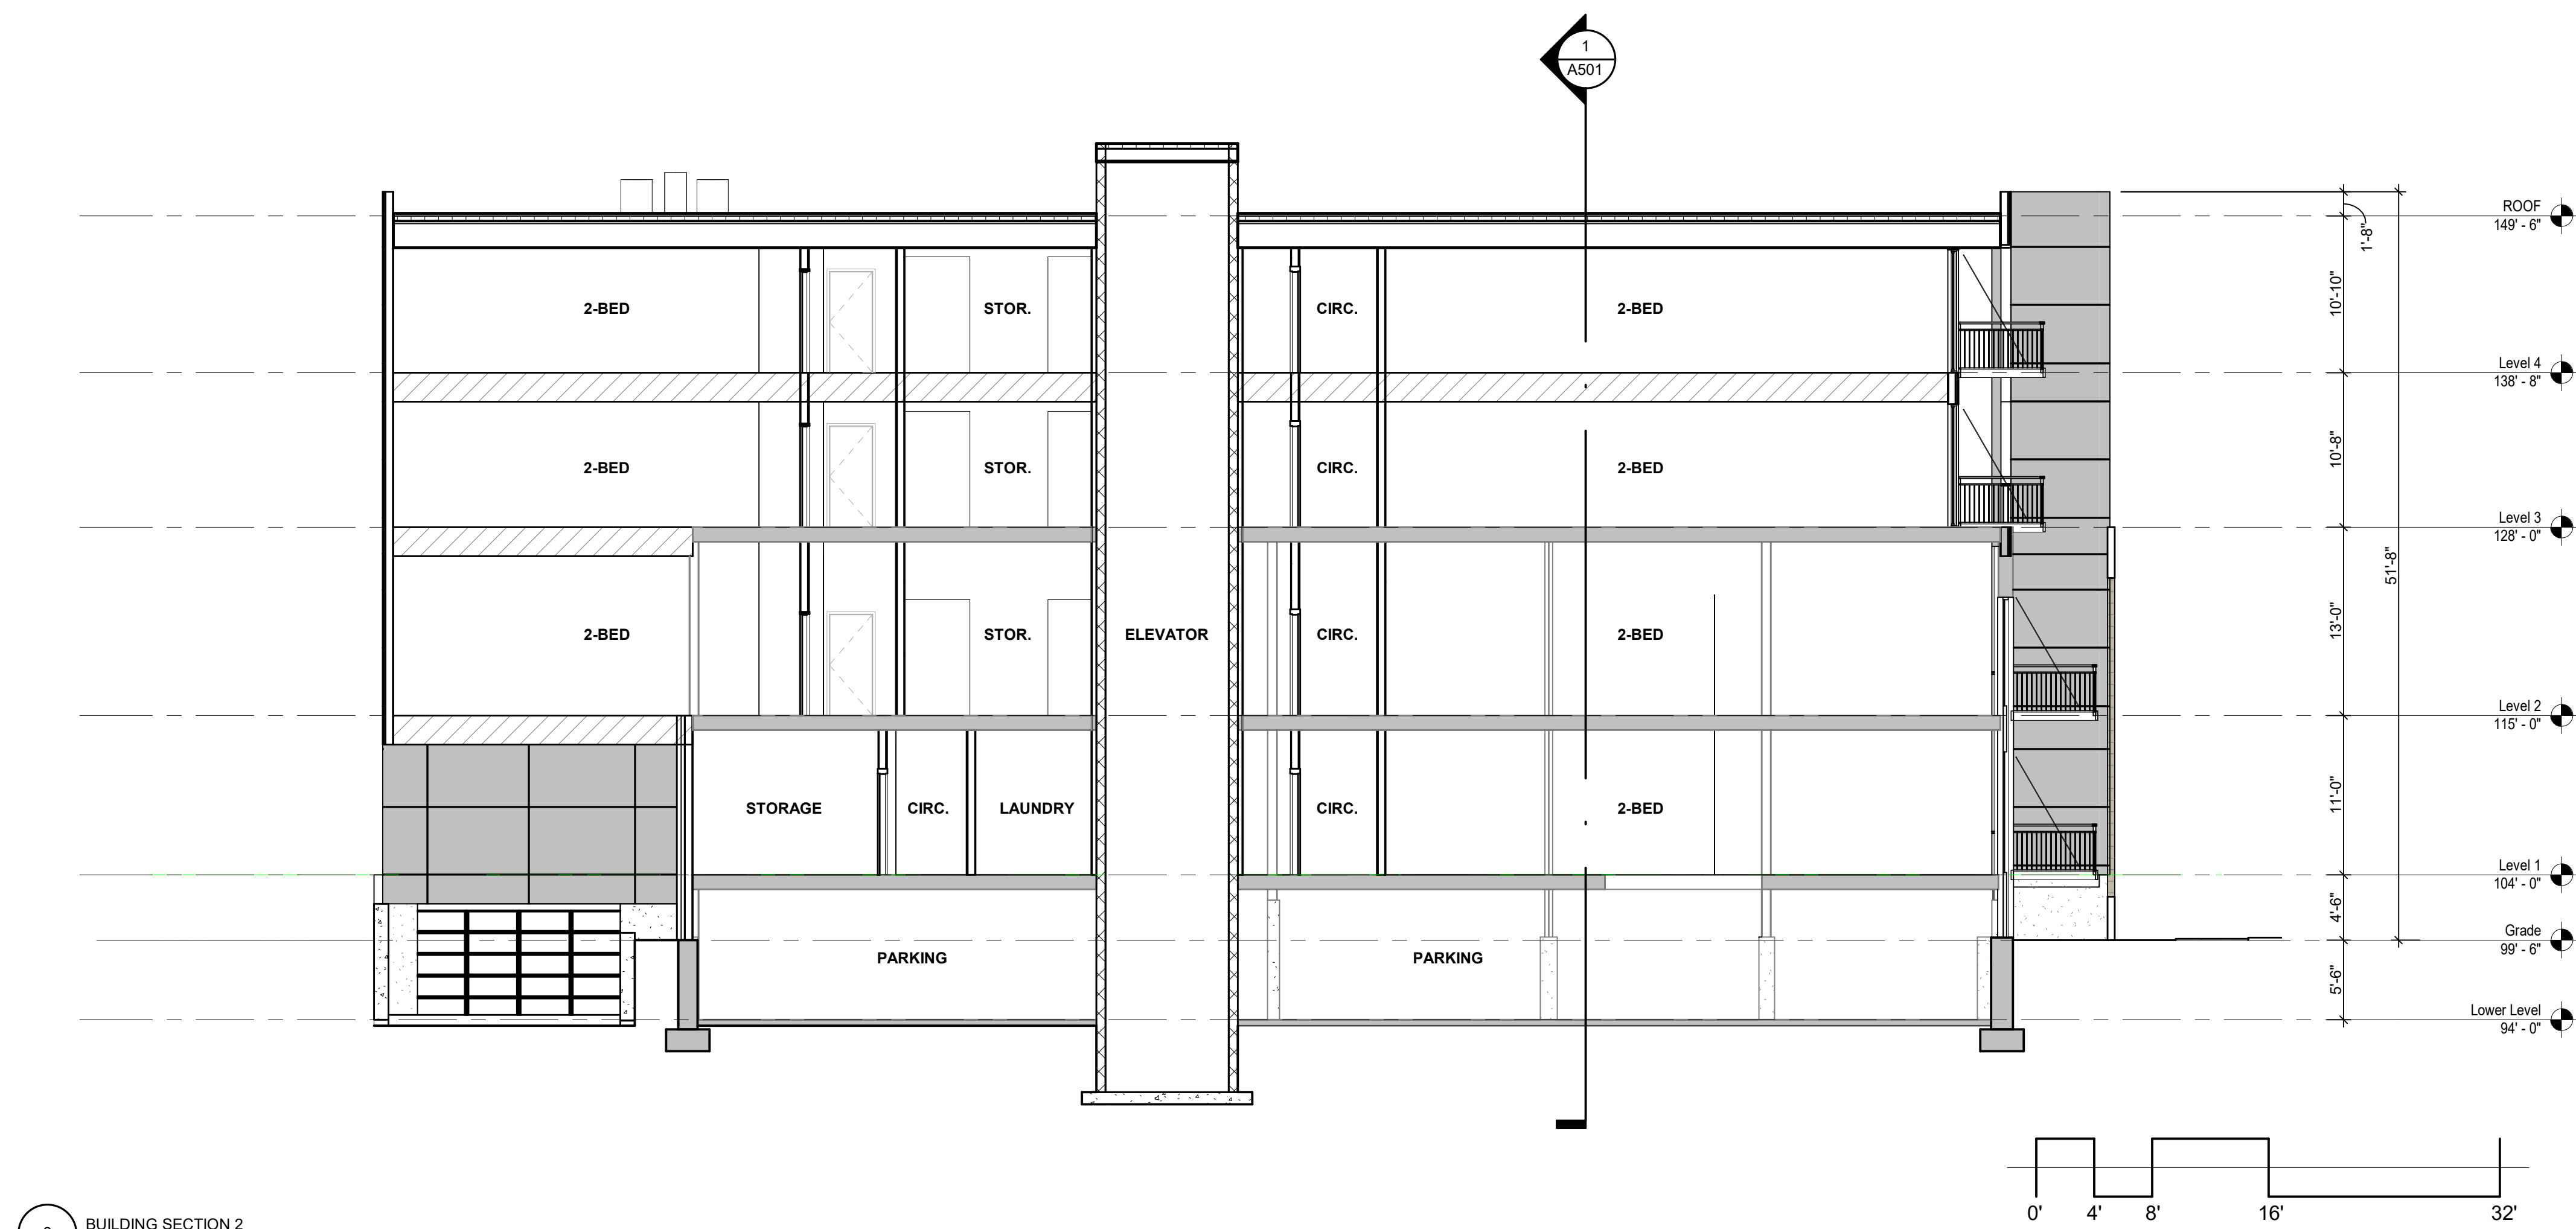 1
A501
ROOF
149' - 6"
1'-8"
10'-10"
2-BED
STOR.
CIRC.
2-BED
Level 4
138' - 8"
10'-8"
2-BED
STOR.
CIRC.
2-BED
Level 3
128' - 0"
51'-8"
13'-0"
2-BED
STOR.
ELEVATOR
CIRC.
2-BED
Level 2
115' - 0"
11'-0"
STORAGE
CIRC.
LAUNDRY
CIRC.
2-BED
Level 1
104' - 0"
4'-6"
Grade
99' - 6"
PARKING
PARKING
5'-6"
Lower Level
94' - 0"
0'
4'
8'
16'
32'
BUILDING SECTION 2